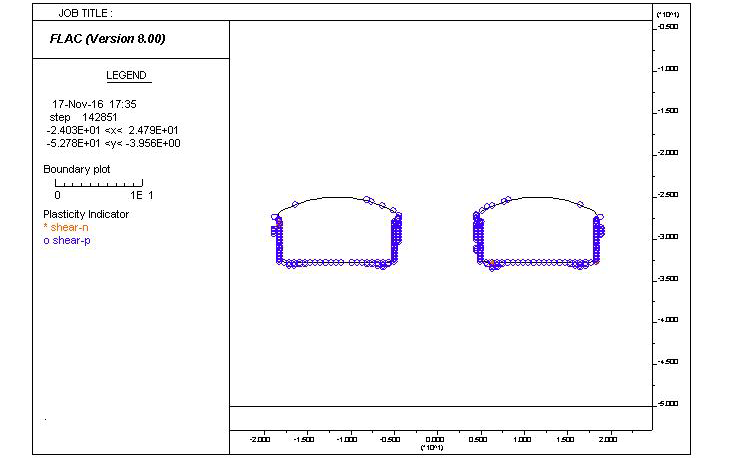 JOB TITLE :
FLAC (Version 8.00)
LEGEND
17-Nov-16 17:35
step 142851
-2.403E+01 <x< 2.479E+01
-5.278E+01 <y< -3.956E+00
Boundary plot
0 1E 1
Plasticity Indicator
* shear-n
o shear-p
(*10^1)
-0.500
-1.000
-1.500
-2.000
-2.500
-3.000
-3.500
-4.000
-4.500
-5.000
-2.000 -1.500 -1.000 -0.500 0.000 0.500 1.000 1.500 2.000
(*10^1)